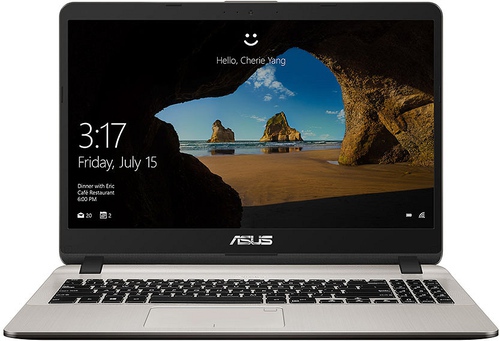 Hello, Cherie Yang
3:17
Friday, July 15
Dinner with Eric
Café Restaurant
6:00 PM
20 2
ASUS